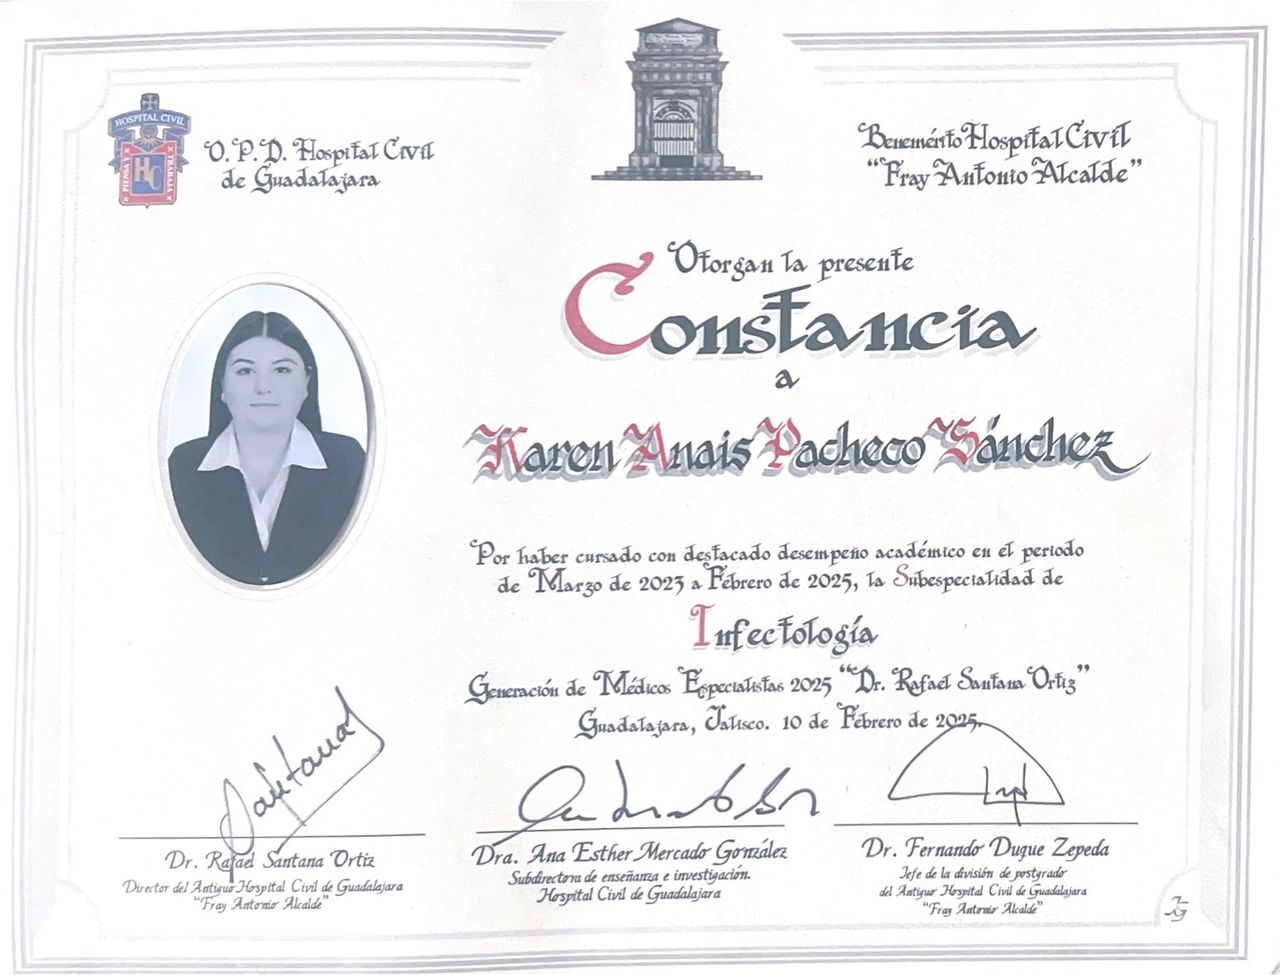 HOSPITAL CIVIL
PIENSA Y
TRABAJA
HC
O. P. D. Hospital Civil
de Guadalajara
Benemérito Hospital Civil
"Fray Antonio Alcalde"
Otorgan la presente
Constancia
a
Karen Anais Pacheco Sánchez
Por haber cursado con destacado desempeño académico en el periodo
de Marzo de 2023 a Febrero de 2025, la Subespecialidad de
Infectología
Generación de Médicos Especialistas 2025 "Dr. Rafael Santana Ortiz"
Guadalajara, Jalisco. 10 de Febrero de 2025.
Dr. Rafael Santana Ortiz
Director del Antiguo Hospital Civil de Guadalajara
"Fray Antonio Alcalde"
Dra. Ana Esther Mercado González
Subdirectora de enseñanza e investigación.
Hospital Civil de Guadalajara
Dr. Fernando Duque Zepeda
Jefe de la división de postgrado
del Antiguo Hospital Civil de Guadalajara
"Fray Antonio Alcalde"